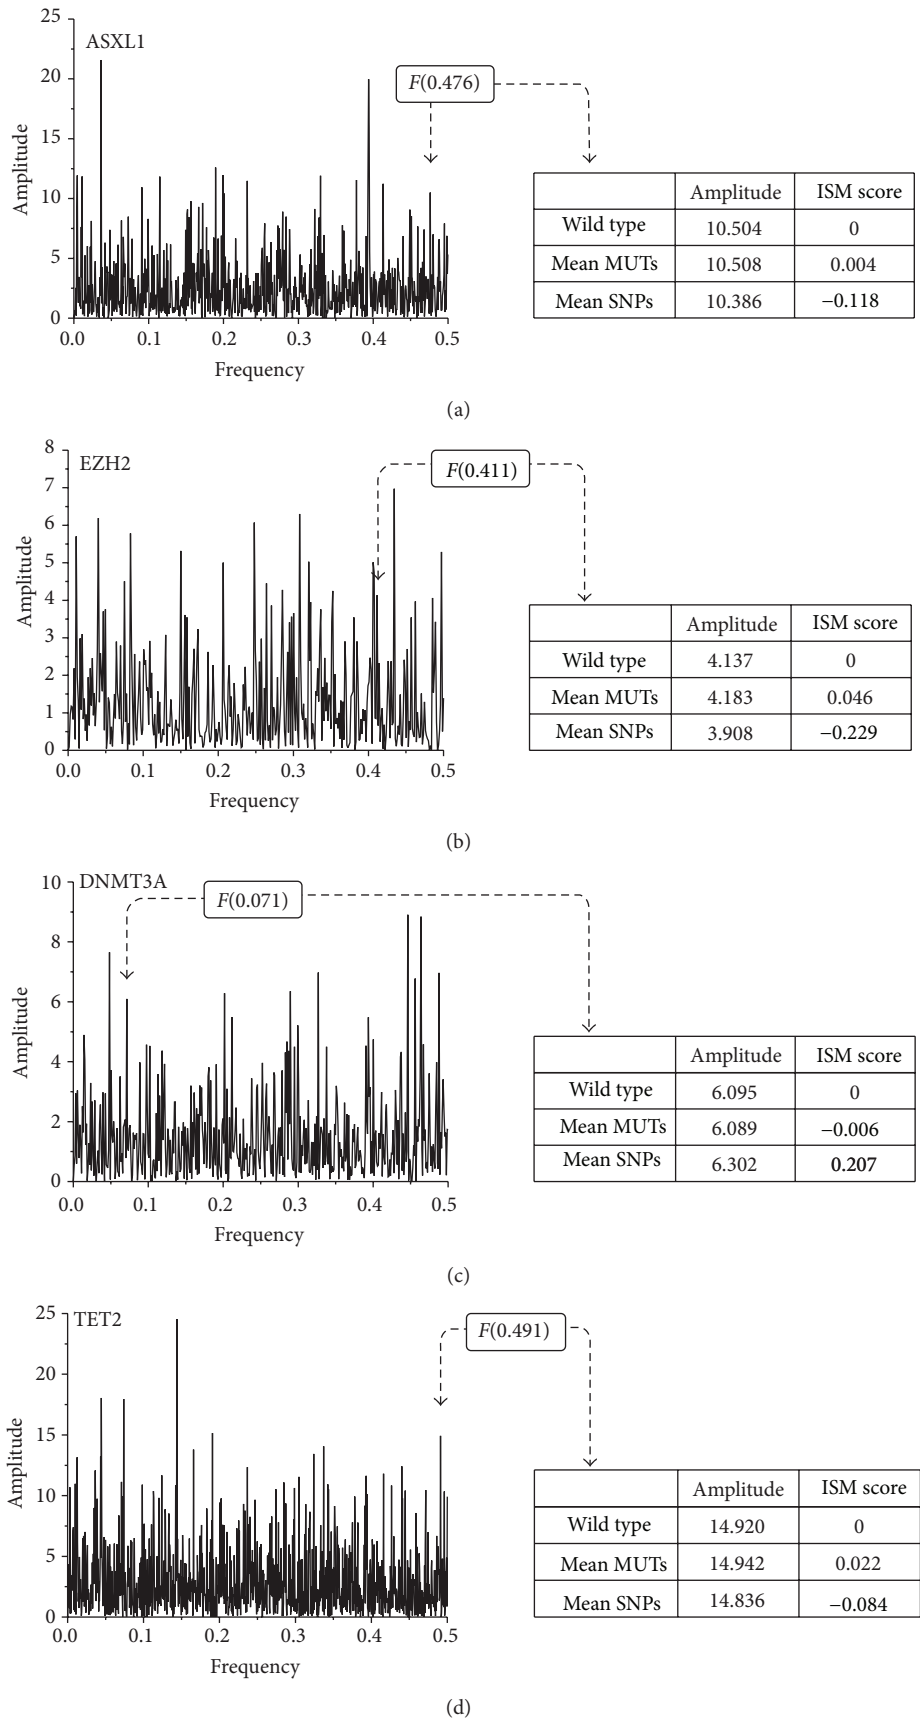 25
ASXL1
20
15
10
5
0
Amplitude
0.0 0.1 0.2 0.3 0.4 0.5
Frequency
F(0.476)
Amplitude ISM score
Wild type 10.504 0
Mean MUTs 10.508 0.004
Mean SNPs 10.386 −0.118
(a)
8
EZH2
7
6
5
4
3
2
1
0
Amplitude
0.0 0.1 0.2 0.3 0.4 0.5
Frequency
F(0.411)
Amplitude ISM score
Wild type 4.137 0
Mean MUTs 4.183 0.046
Mean SNPs 3.908 −0.229
(b)
10
DNMT3A
8
6
4
2
0
Amplitude
0.0 0.1 0.2 0.3 0.4 0.5
Frequency
F(0.071)
Amplitude ISM score
Wild type 6.095 0
Mean MUTs 6.089 −0.006
Mean SNPs 6.302 0.207
(c)
25
TET2
20
15
10
5
0
Amplitude
0.0 0.1 0.2 0.3 0.4 0.5
Frequency
F(0.491)
Amplitude ISM score
Wild type 14.920 0
Mean MUTs 14.942 0.022
Mean SNPs 14.836 −0.084
(d)